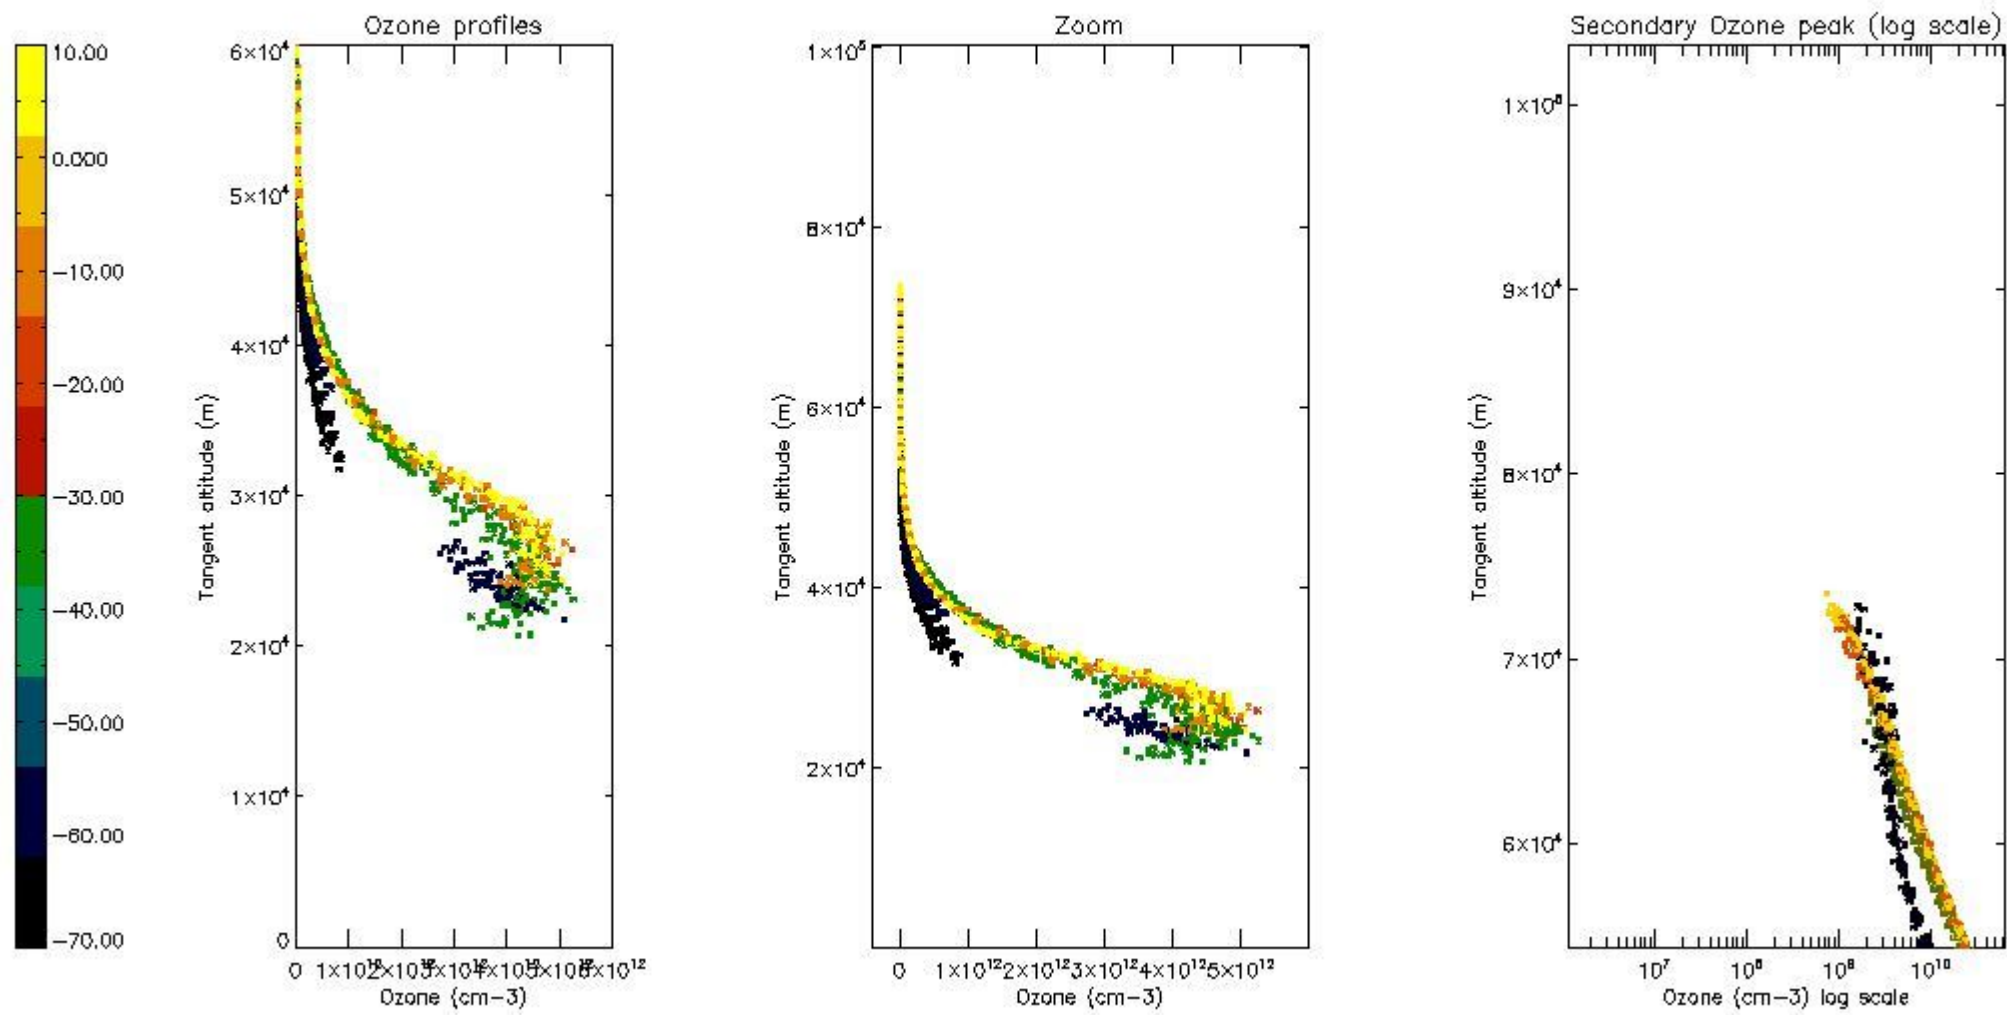 Ozone profiles
Zoom
Secondary Ozone peak (log scale)
10.00
0.000
−10.00
−20.00
−30.00
−40.00
−50.00
−60.00
−70.00
6×10⁴
5×10⁴
4×10⁴
3×10⁴
2×10⁴
1×10⁴
0
Tangent altitude (m)
0 1×10¹²
Ozone (cm−3)
1×10⁵
8×10⁴
6×10⁴
4×10⁴
2×10⁴
Tangent altitude (m)
0 1×10¹² 2×10¹² 3×10¹² 4×10¹² 5×10¹²
Ozone (cm−3)
9×10⁴
8×10⁴
7×10⁴
6×10⁴
Tangent altitude (m)
10⁷ 10⁸ 10⁹ 10¹⁰
Ozone (cm−3) log scale